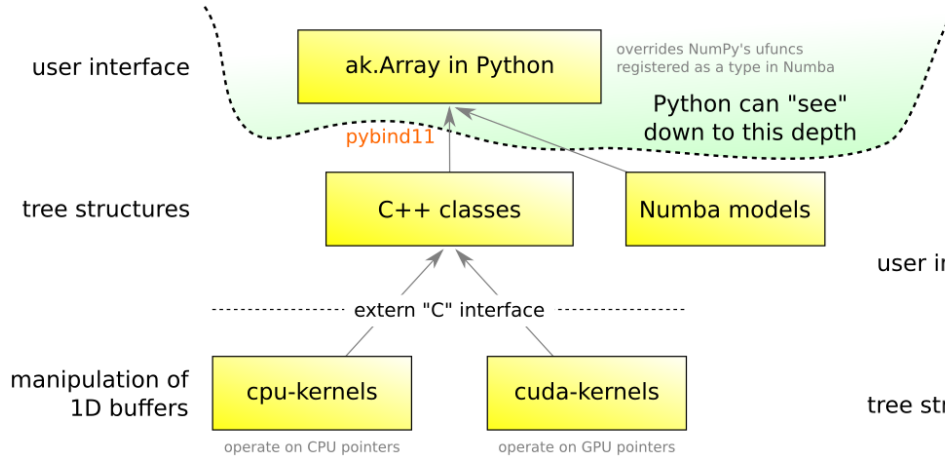 user interface
ak.Array in Python
overrides NumPy's ufuncs
registered as a type in Numba
Python can "see"
down to this depth
pybind11
tree structures
C++ classes
Numba models
extern "C" interface
manipulation of
1D buffers
cpu-kernels
cuda-kernels
operate on CPU pointers
operate on GPU pointers
user in
tree str